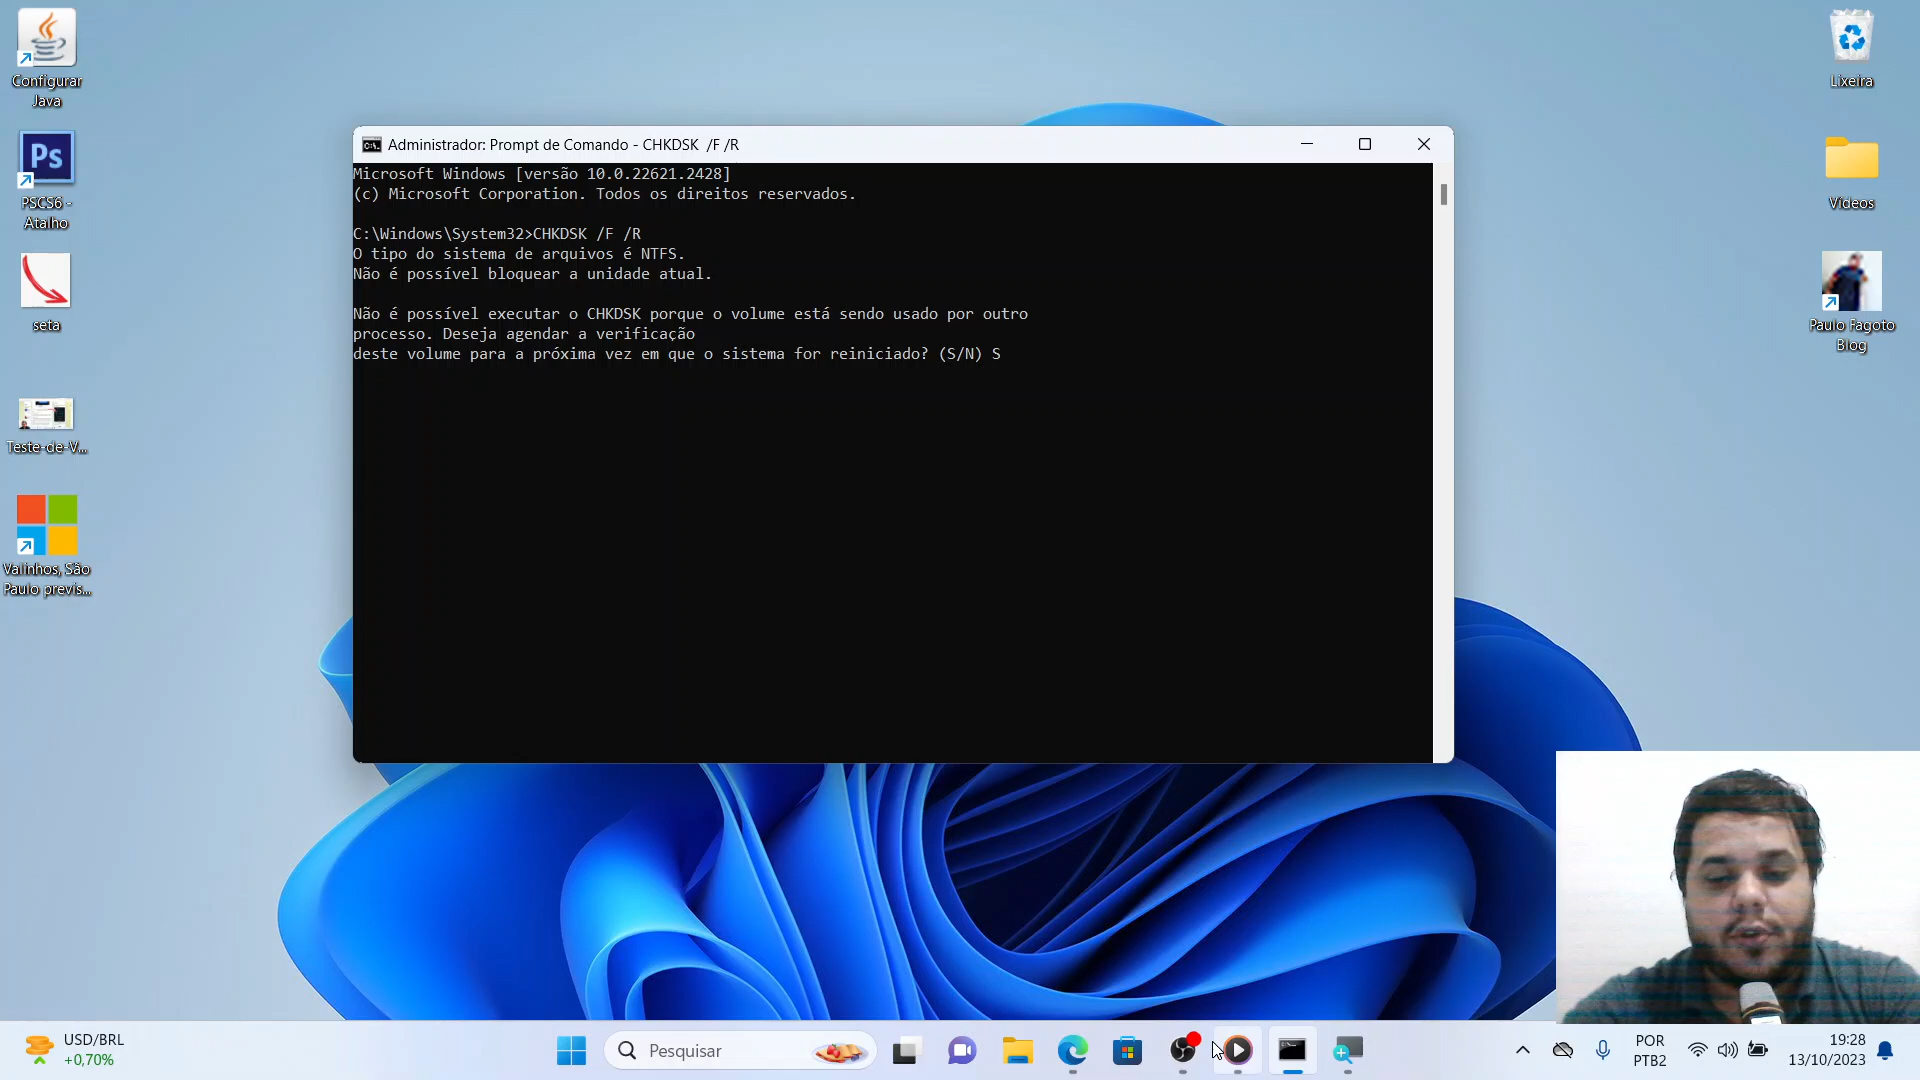 Configurar
Java
Ps
PSCS6 -
Atalho
seta
Teste-de-V...
Valinhos, São
Paulo previs...
Lixeira
Vídeos
Paulo Fagoto
Blog
Administrador: Prompt de Comando - CHKDSK /F /R
Microsoft Windows [versão 10.0.22621.2428]
(c) Microsoft Corporation. Todos os direitos reservados.
C:\Windows\System32>CHKDSK /F /R
O tipo do sistema de arquivos é NTFS.
Não é possível bloquear a unidade atual.
Não é possível executar o CHKDSK porque o volume está sendo usado por outro
processo. Deseja agendar a verificação
deste volume para a próxima vez em que o sistema for reiniciado? (S/N) S
USD/BRL
+0,70%
Pesquisar
POR
PTB2
19:28
13/10/2023